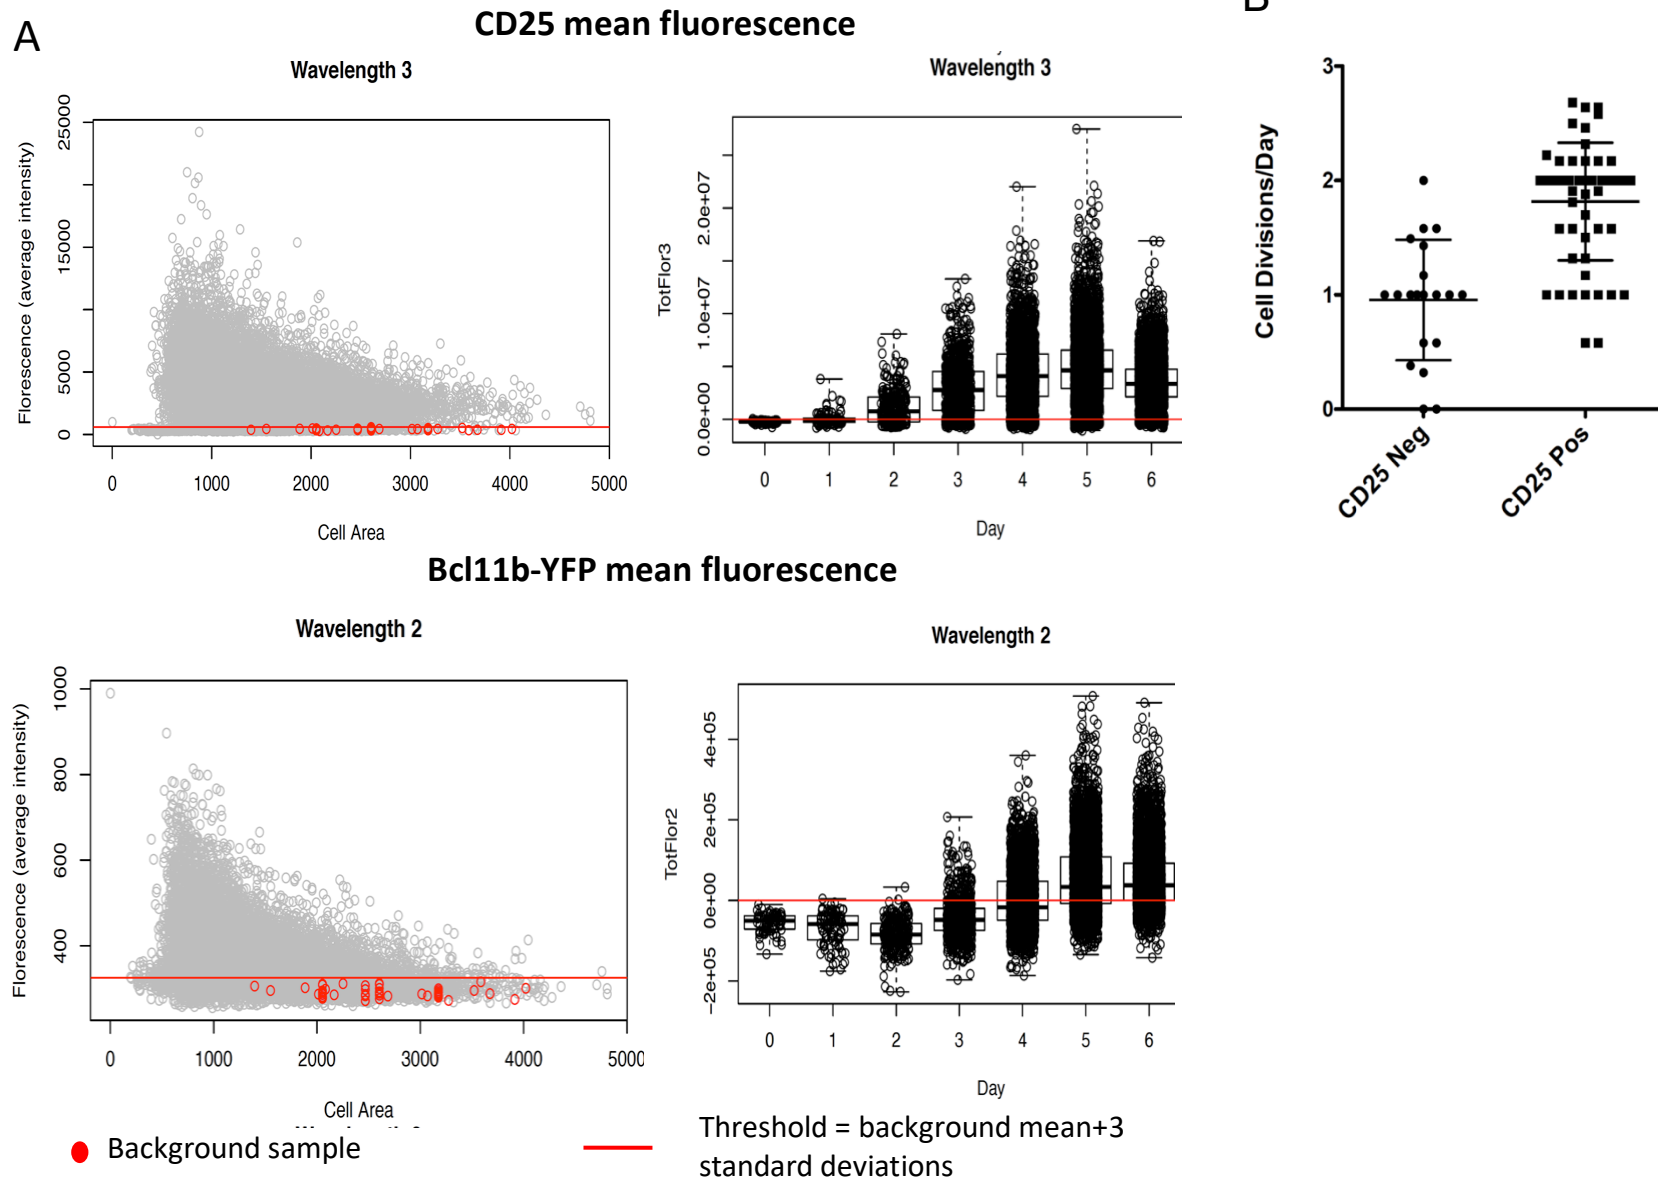 A
CD25 mean fluorescence
B
Wavelength 3
Florescence (average intensity)
0
5000
15000
25000
0
1000
2000
3000
4000
5000
Cell Area
Wavelength 3
TotFlor3
0.0e+00
1.0e+07
2.0e+07
0
1
2
3
4
5
6
Day
Cell Divisions/Day
3
2
1
0
CD25 Neg
CD25 Pos
Bcl11b-YFP mean fluorescence
Wavelength 2
Florescence (average intensity)
400
600
800
1000
0
1000
2000
3000
4000
5000
Cell Area
Wavelength 2
TotFlor2
−2e+05
0e+00
2e+05
4e+05
0
1
2
3
4
5
6
Day
Background sample
Threshold = background mean+3
standard deviations